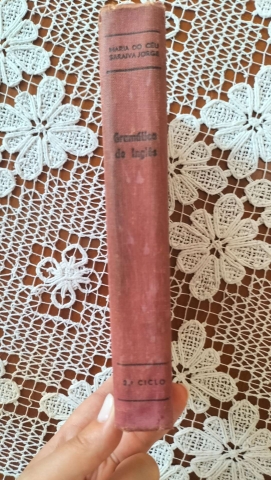 MARIA DO CÉU
SARAIVA JORGE
Gramática
de Inglês
3.º CICLO